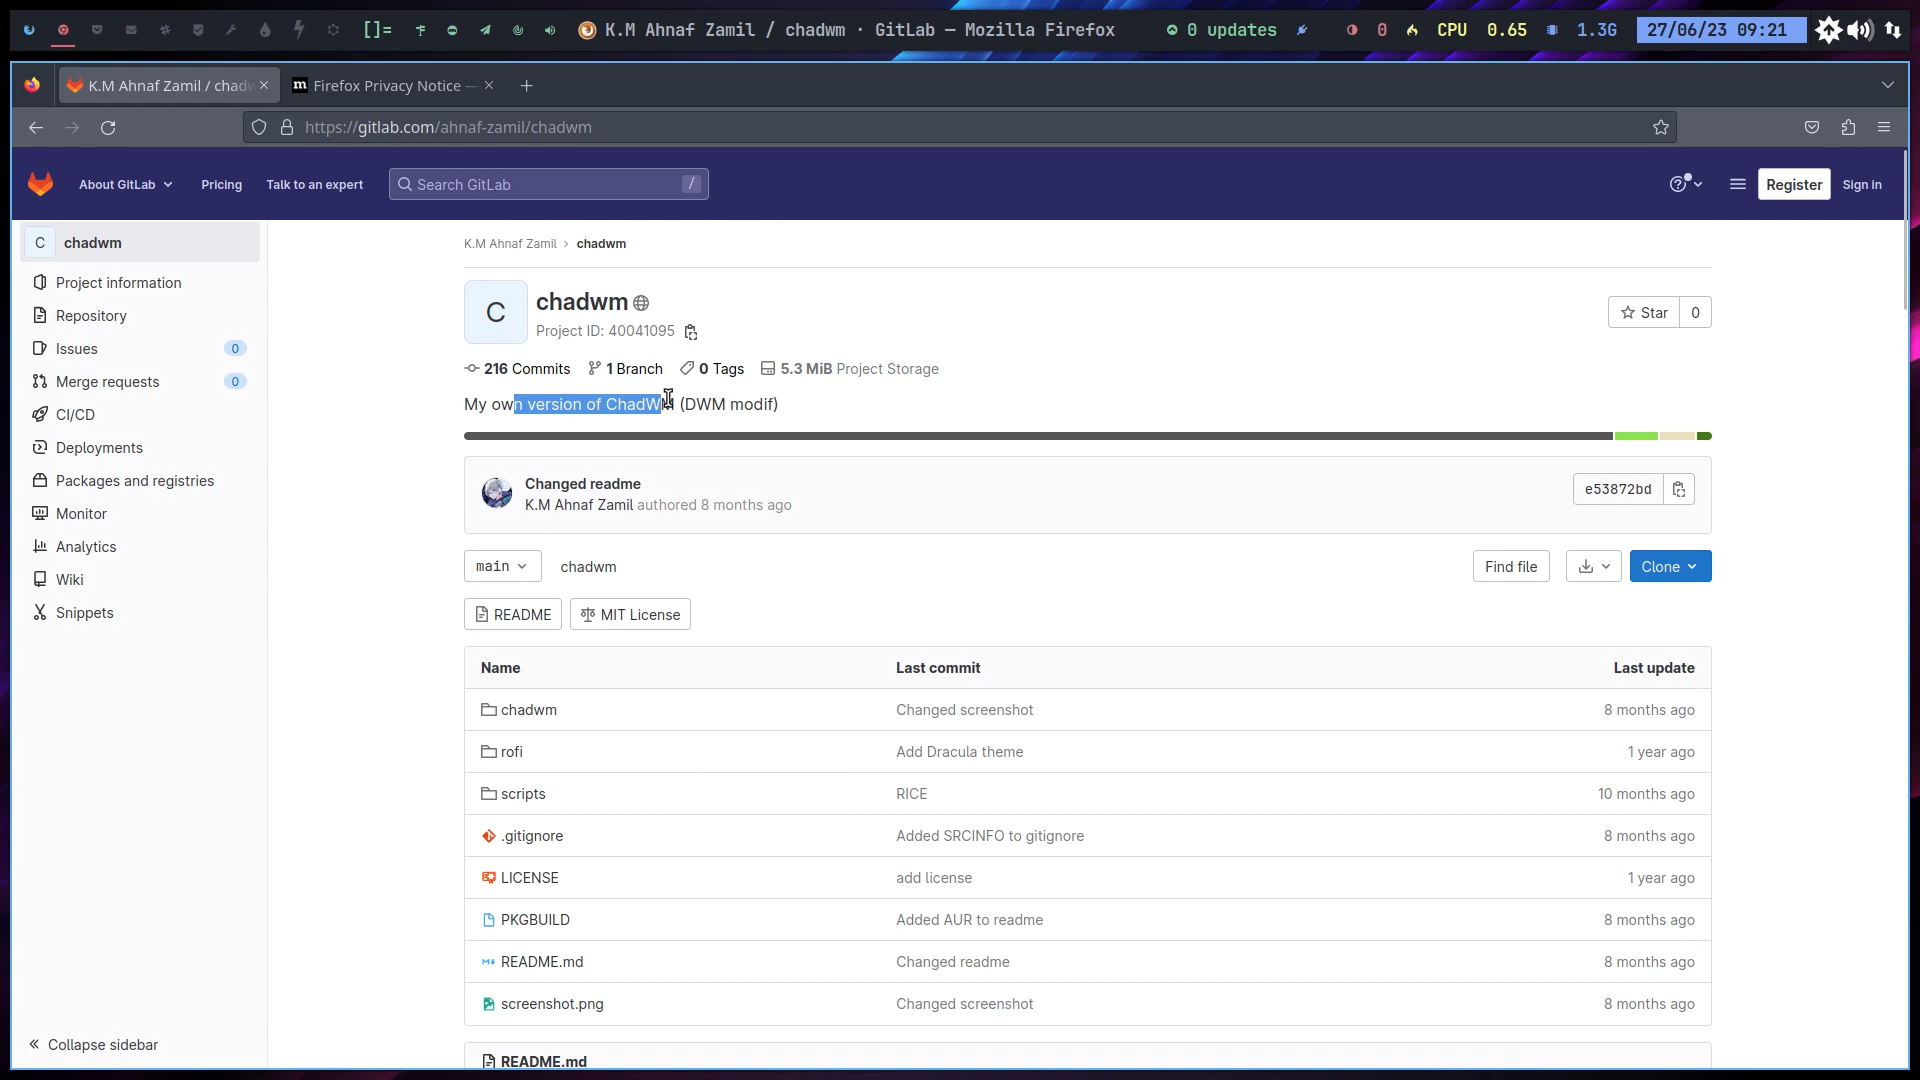 []= K.M Ahnaf Zamil / chadwm · GitLab — Mozilla Firefox 0 updates 0 CPU 0.65 1.3G 27/06/23 09:21
K.M Ahnaf Zamil / chadw Firefox Privacy Notice —
https://gitlab.com/ahnaf-zamil/chadwm
About GitLab Pricing Talk to an expert Search GitLab / Register Sign in
C chadwm
Project information
Repository
Issues 0
Merge requests 0
CI/CD
Deployments
Packages and registries
Monitor
Analytics
Wiki
Snippets
Collapse sidebar
K.M Ahnaf Zamil › chadwm
C
chadwm
Project ID: 40041095
Star 0
216 Commits 1 Branch 0 Tags 5.3 MiB Project Storage
My own version of ChadWM (DWM modif)
Changed readme
K.M Ahnaf Zamil authored 8 months ago
e53872bd
main chadwm Find file Clone
README MIT License
Name Last commit Last update
chadwm Changed screenshot 8 months ago
rofi Add Dracula theme 1 year ago
scripts RICE 10 months ago
.gitignore Added SRCINFO to gitignore 8 months ago
LICENSE add license 1 year ago
PKGBUILD Added AUR to readme 8 months ago
README.md Changed readme 8 months ago
screenshot.png Changed screenshot 8 months ago
README.md